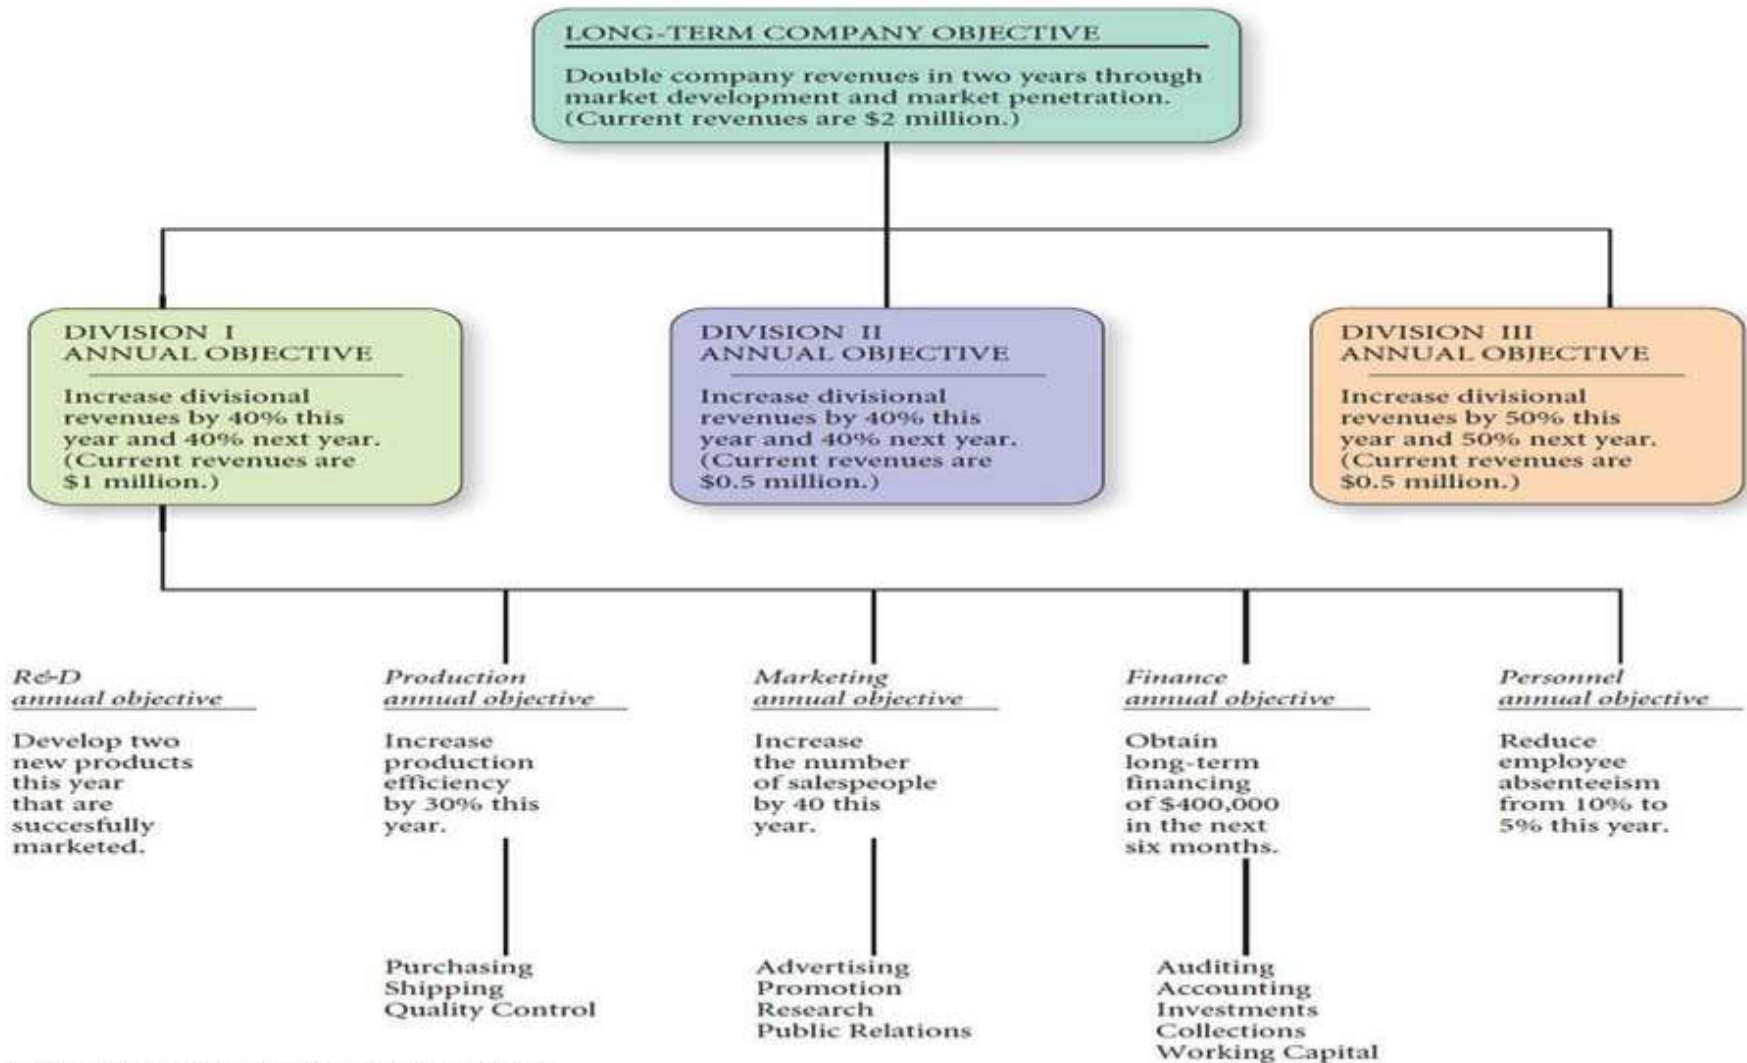 LONG-TERM COMPANY OBJECTIVE
Double company revenues in two years through
market development and market penetration.
(Current revenues are $2 million.)
DIVISION I
ANNUAL OBJECTIVE
Increase divisional
revenues by 40% this
year and 40% next year.
(Current revenues are
$1 million.)
DIVISION II
ANNUAL OBJECTIVE
Increase divisional
revenues by 40% this
year and 40% next year.
(Current revenues are
$0.5 million.)
DIVISION III
ANNUAL OBJECTIVE
Increase divisional
revenues by 50% this
year and 50% next year.
(Current revenues are
$0.5 million.)
R&D
annual objective
Develop two
new products
this year
that are
succesfully
marketed.
Production
annual objective
Increase
production
efficiency
by 30% this
year.
Purchasing
Shipping
Quality Control
Marketing
annual objective
Increase
the number
of salespeople
by 40 this
year.
Advertising
Promotion
Research
Public Relations
Finance
annual objective
Obtain
long-term
financing
of $400,000
in the next
six months.
Auditing
Accounting
Investments
Collections
Working Capital
Personnel
annual objective
Reduce
employee
absenteeism
from 10% to
5% this year.